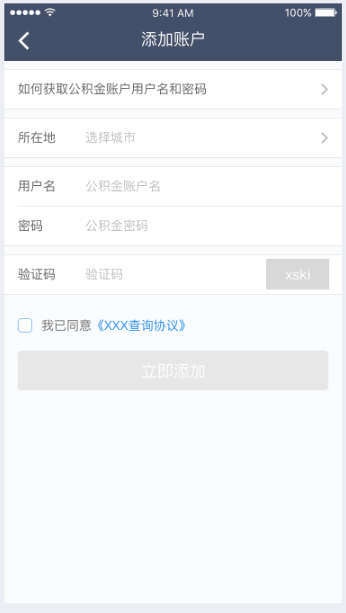 9:41 AM 100%
添加账户
如何获取公积金账户用户名和密码
所在地 选择城市
用户名 公积金账户名
密码 公积金密码
验证码 验证码 xski
我已同意《XXX查询协议》
立即添加